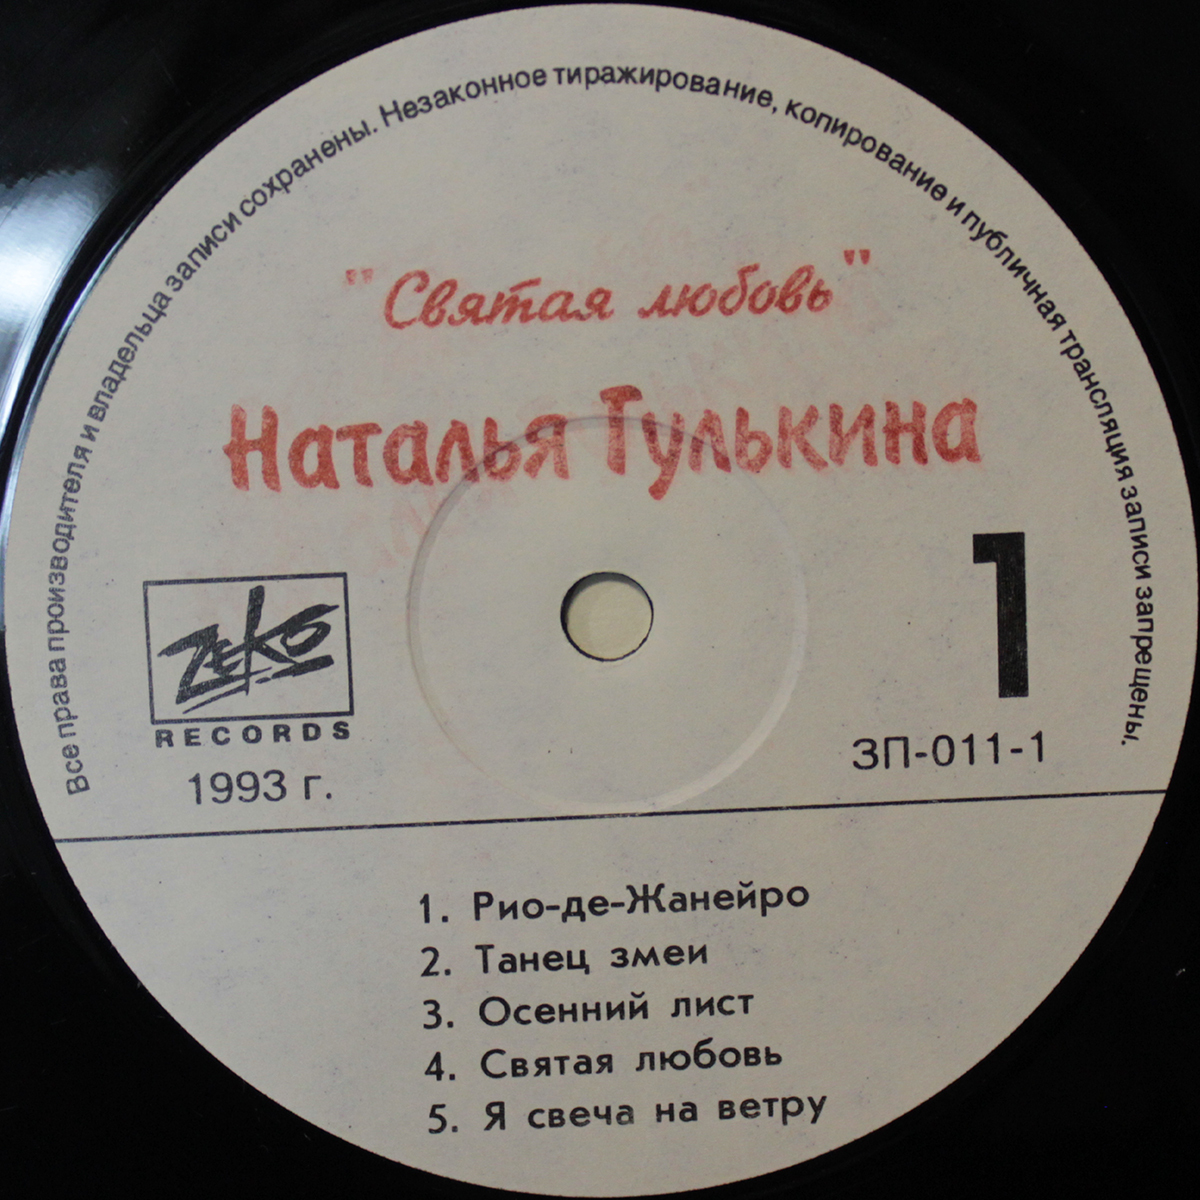 Все права производителя и владельца записи сохранены. Незаконное тиражирование, копирование и публичная трансляция записи запрещены.
"Святая любовь"
Наталья Гулькина
1
ZEKO
RECORDS
1993 г.
ЗП-011-1
1. Рио-де-Жанейро
2. Танец змеи
3. Осенний лист
4. Святая любовь
5. Я свеча на ветру